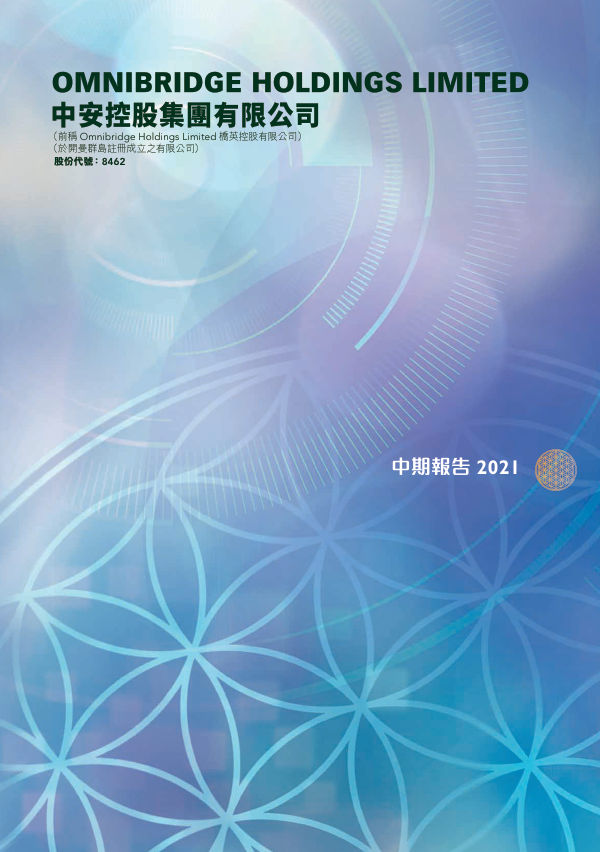 OMNIBRIDGE HOLDINGS LIMITED
中安控股集團有限公司
（前稱 Omnibridge Holdings Limited 橋英控股有限公司）
（於開曼群島註冊成立之有限公司）
股份代號：8462
中期報告 2021